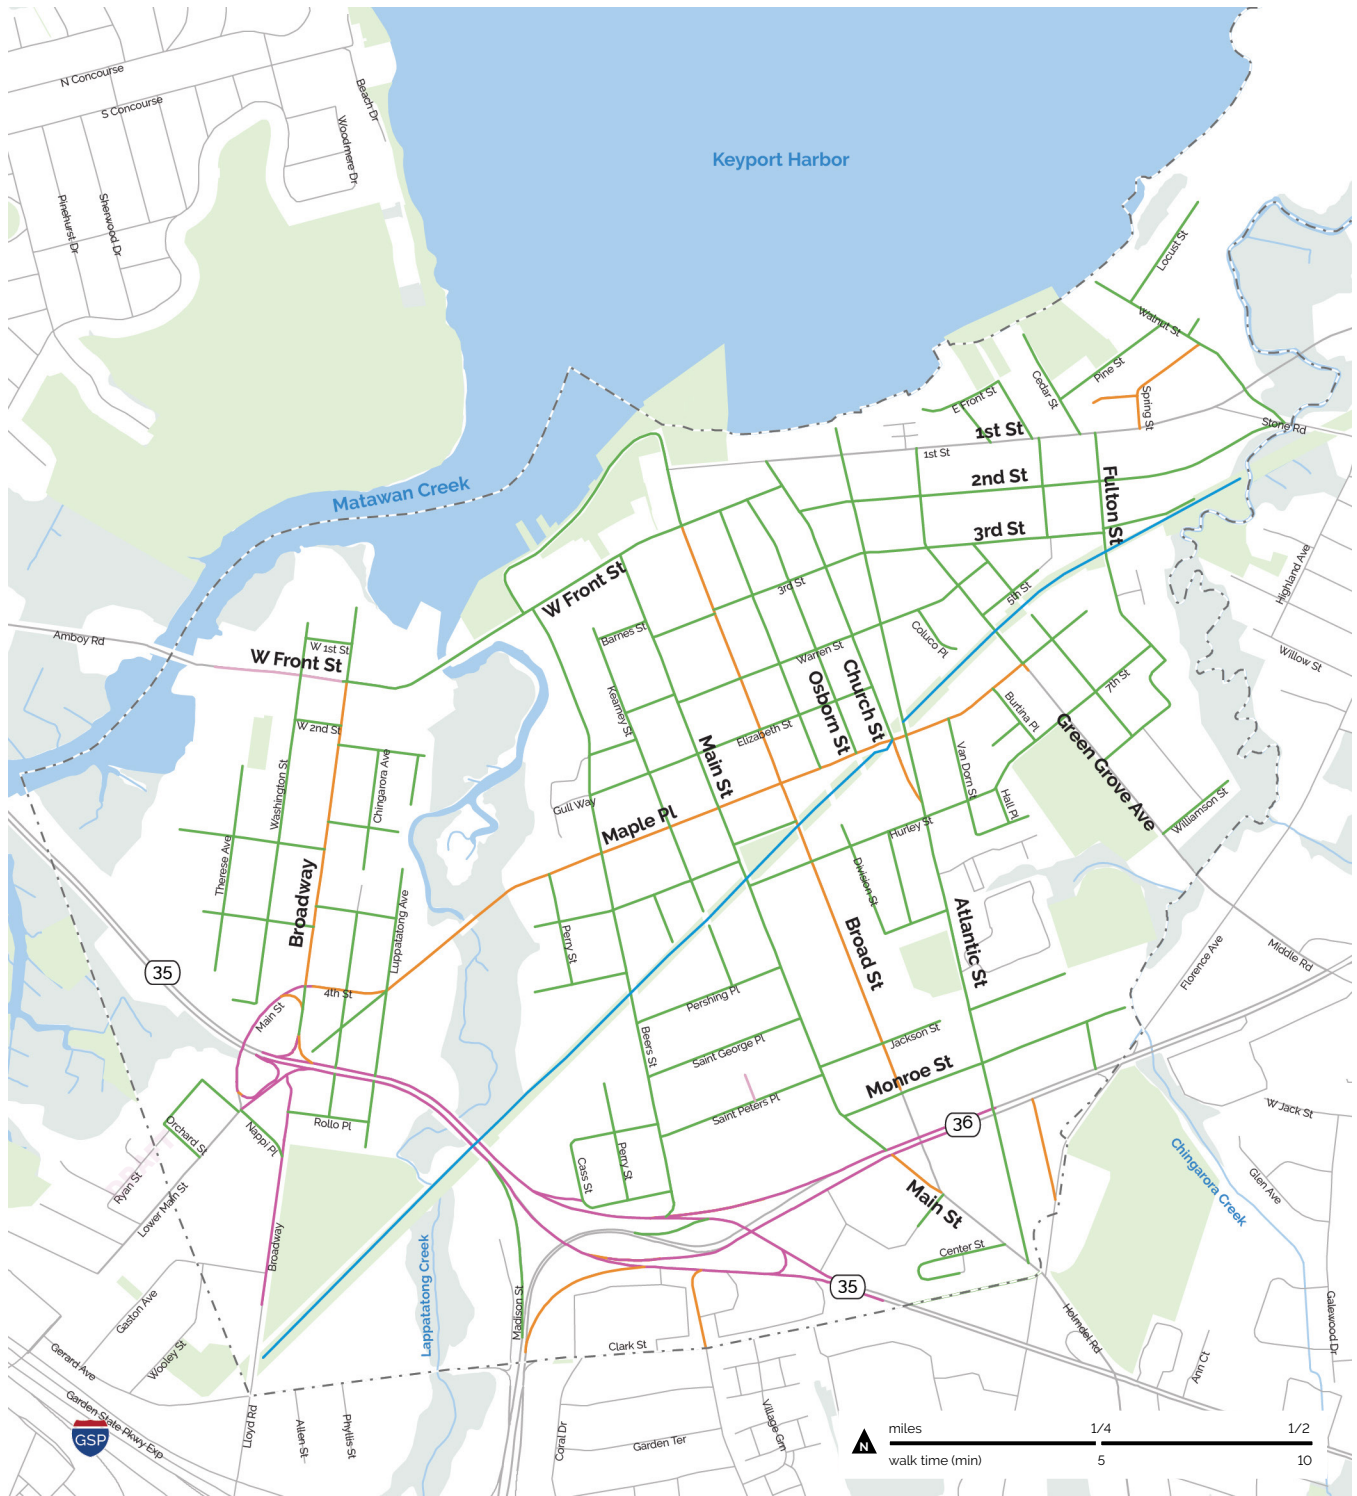 N Concourse
S Concourse
Beach Dr
Woodmere Dr
Pinehurst Dr
Sherwood Dr
Keyport Harbor
Locust St
Walnut St
Pine St
Cedar St
Spring St
E Front St
1st St
1st St
Stone Rd
2nd St
Fulton St
3rd St
Matawan Creek
Highland Ave
5th St
3rd St
W Front St
Barnes St
Coluco Pl
Amboy Rd
W 1st St
W Front St
Warren St
Willow St
Church St
Osborn St
Kearney St
7th St
Burtina Pl
Green Grove Ave
W 2nd St
Elizabeth St
Main St
Van Dorn St
Chingarora Ave
Washington St
Gull Way
Maple Pl
Hall Pl
Hurley St
Williamson St
Therese Ave
Division St
Broadway
Luppatatong Ave
Perry St
Broad St
Atlantic St
Florence Ave
Middle Rd
35
4th St
Main St
Pershing Pl
Beers St
Saint George Pl
Jackson St
Monroe St
Saint Peters Pl
36
W Jack St
Orchard St
Nappi Pl
Rollo Pl
Perry St
Cass St
Ryan St
Lower Main St
Main St
Chingarora Creek
Glen Ave
Broadway
Center St
Lappatatong Creek
35
Madison St
Gaston Ave
Holmdel Rd
Galewood Dr
Wooley St
Gerard Ave
Clark St
Ann Ct
Garden State Pkwy Exp
GSP
Lloyd Rd
Allen St
Phyllis St
Coral Dr
Garden Ter
Village Grn
N
miles 1/4 1/2
walk time (min) 5 10